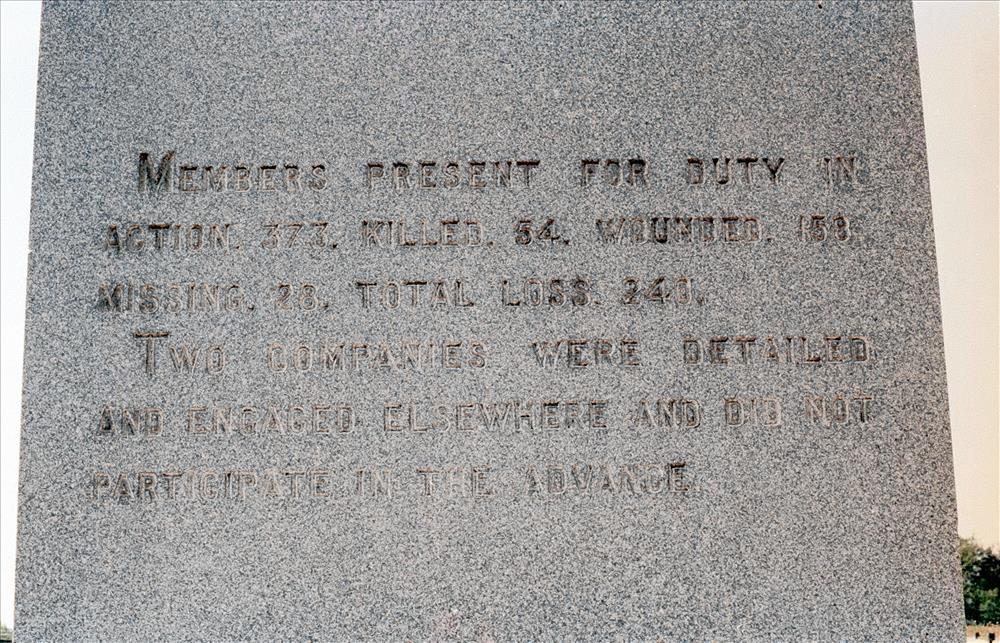 MEMBERS PRESENT FOR DUTY IN
ACTION, 373. KILLED, 54. WOUNDED, 158.
MISSING, 28. TOTAL LOSS, 240.
TWO COMPANIES WERE DETAILED
AND ENGAGED ELSEWHERE AND DID NOT
PARTICIPATE IN THE ADVANCE.